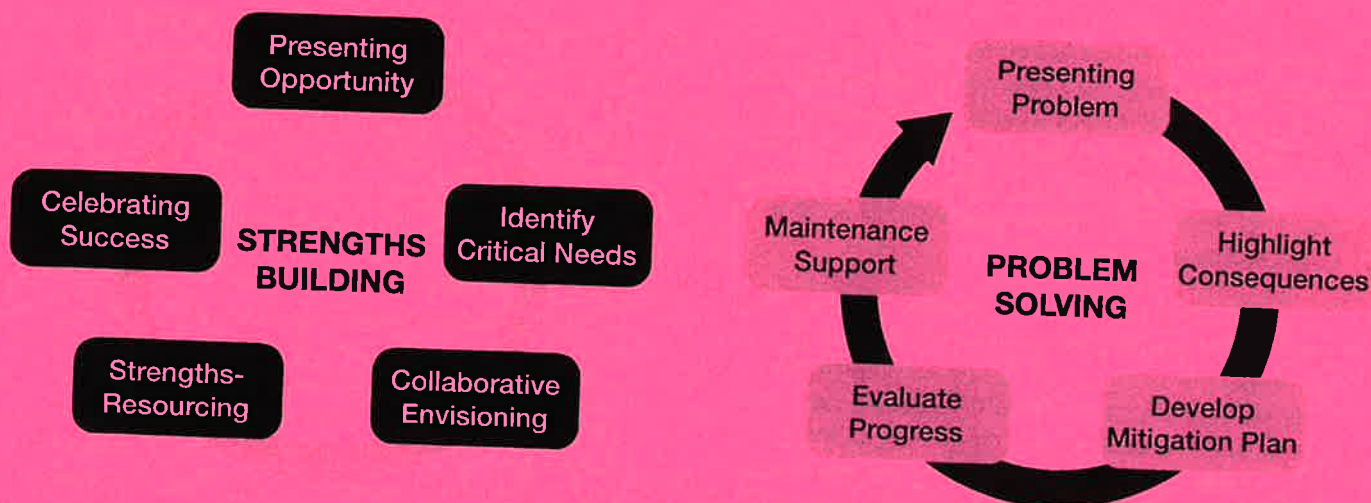 Presenting
Opportunity
Celebrating
Success
STRENGTHS
BUILDING
Identify
Critical Needs
Strengths-
Resourcing
Collaborative
Envisioning
Presenting
Problem
Maintenance
Support
PROBLEM
SOLVING
Highlight
Consequences
Evaluate
Progress
Develop
Mitigation Plan